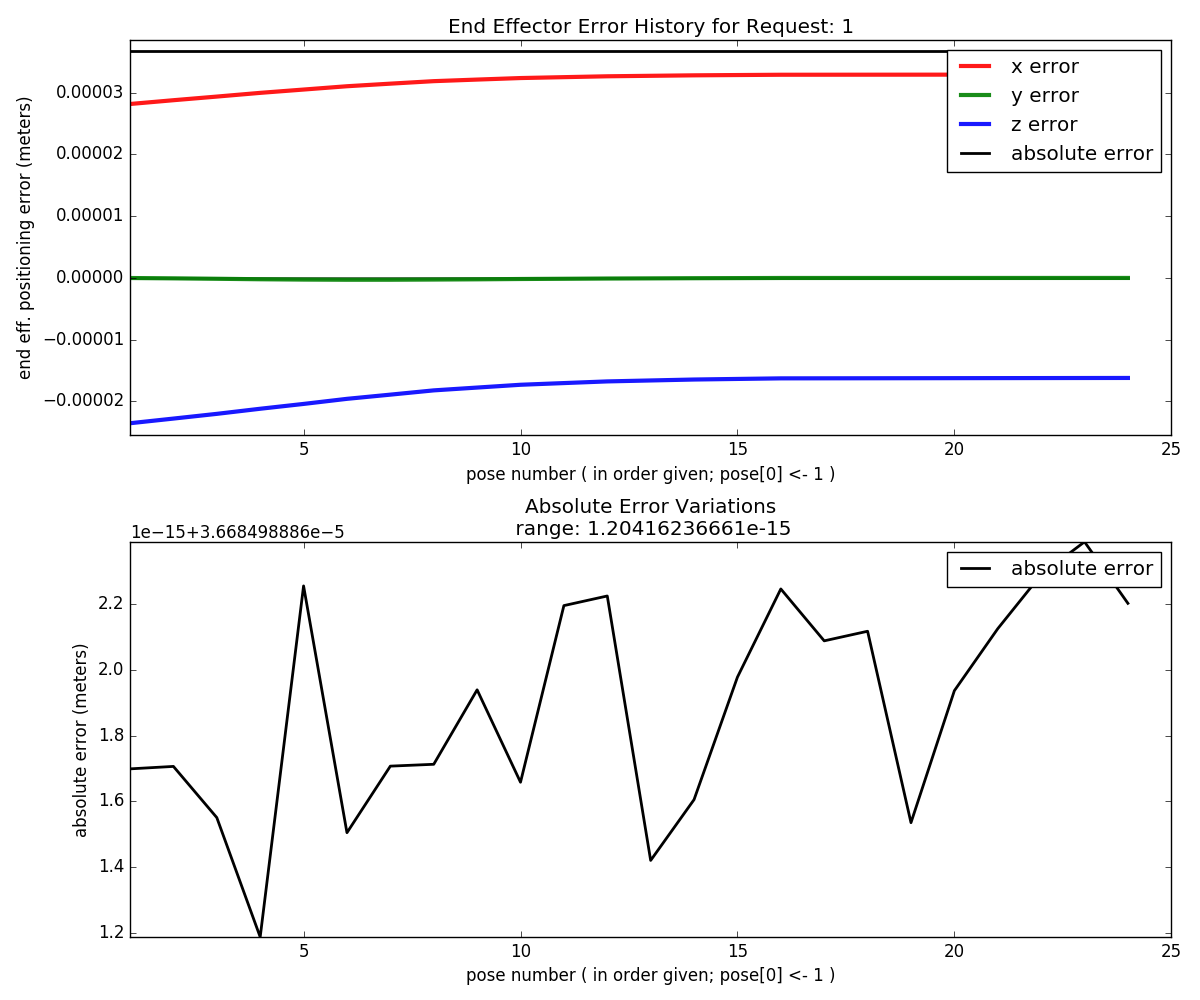 End Effector Error History for Request: 1
end eff. positioning error (meters)
0.00003
0.00002
0.00001
0.00000
−0.00001
−0.00002
x error
y error
z error
absolute error
5
10
15
20
25
pose number ( in order given; pose[0] <- 1 )
Absolute Error Variations
range: 1.20416236661e-15
1e−15+3.668498886e−5
absolute error (meters)
2.2
2.0
1.8
1.6
1.4
1.2
absolute error
5
10
15
20
25
pose number ( in order given; pose[0] <- 1 )